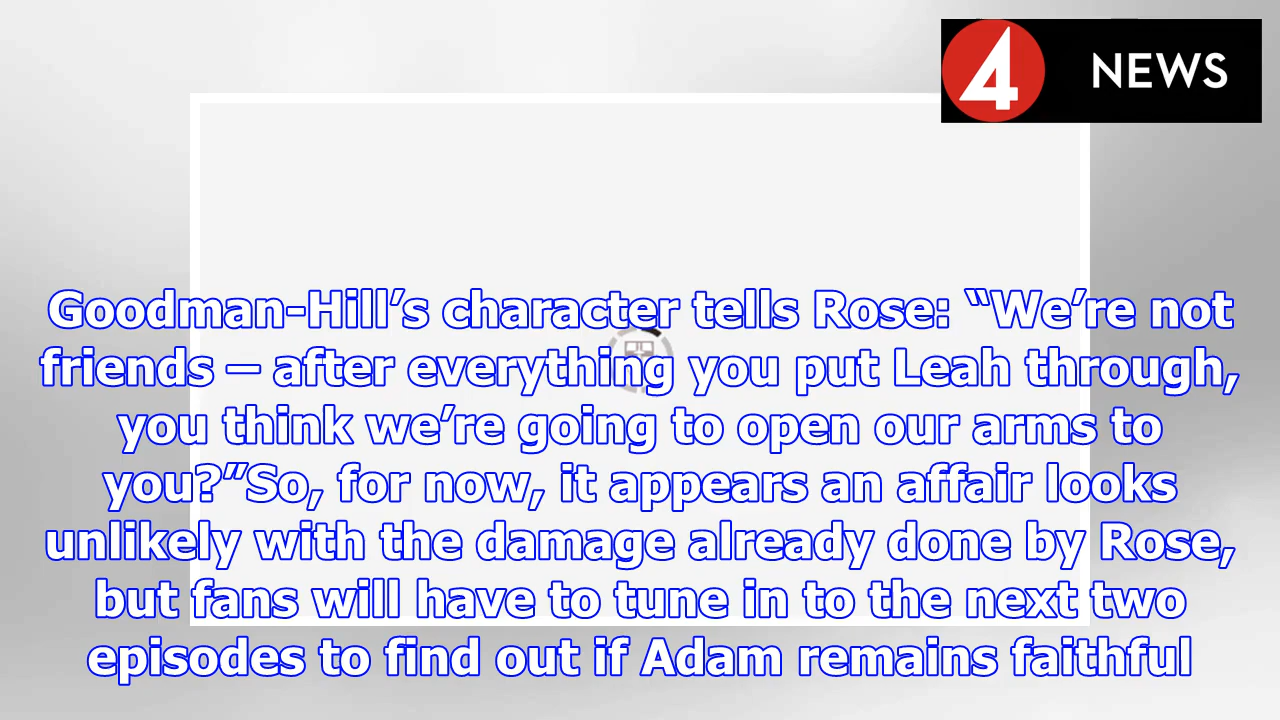 4 NEWS
Goodman-Hill’s character tells Rose: “We’re not
friends – after everything you put Leah through,
you think we’re going to open our arms to
you?”So, for now, it appears an affair looks
unlikely with the damage already done by Rose,
but fans will have to tune in to the next two
episodes to find out if Adam remains faithful